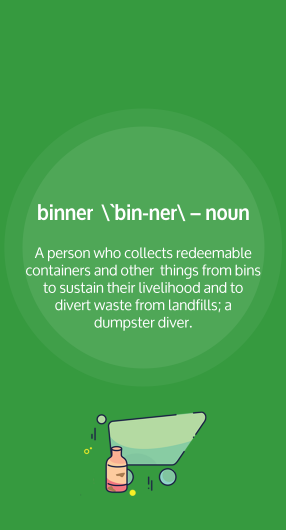 binner \`bin-ner\ – noun
A person who collects redeemable
containers and other things from bins
to sustain their livelihood and to
divert waste from landfills; a
dumpster diver.